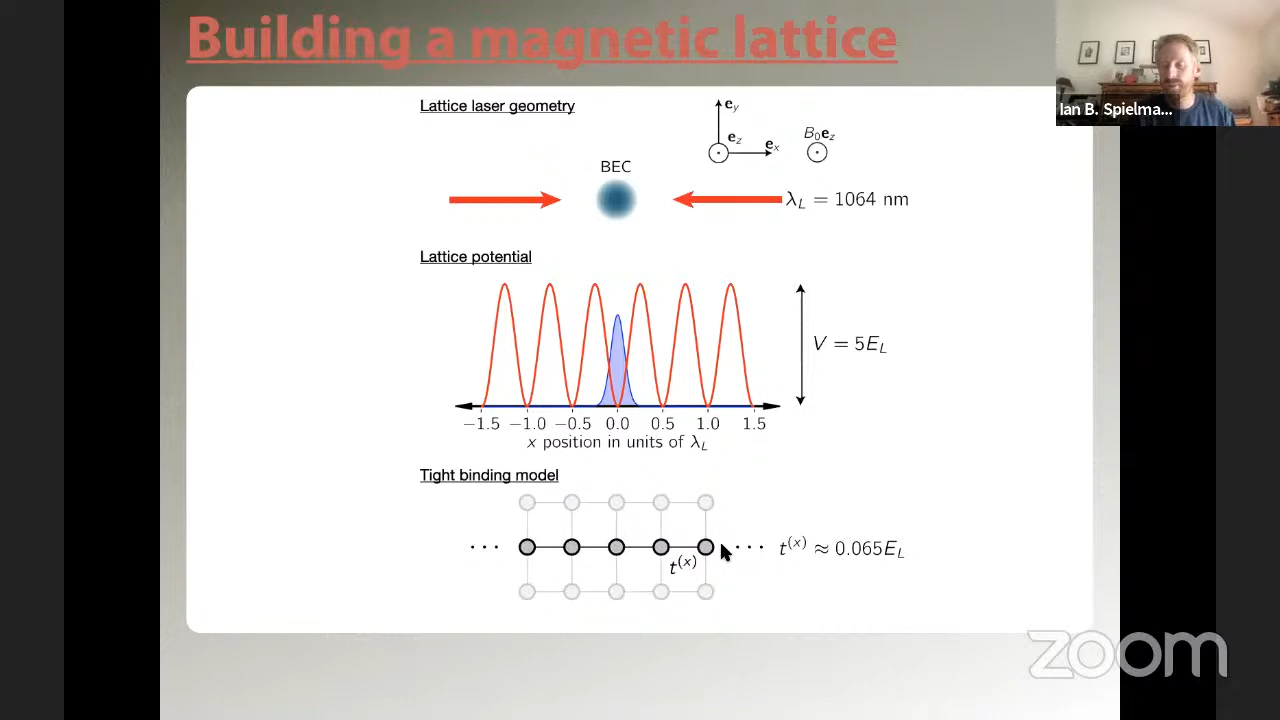 Building a magnetic lattice
Ian B. Spielma...
Lattice laser geometry
e_y
e_z
e_x
B₀e_z
BEC
λ_L = 1064 nm
Lattice potential
V = 5E_L
−1.5 −1.0 −0.5 0.0 0.5 1.0 1.5
x position in units of λ_L
Tight binding model
··· t^(x) ··· t^(x) ≈ 0.065E_L
zoom